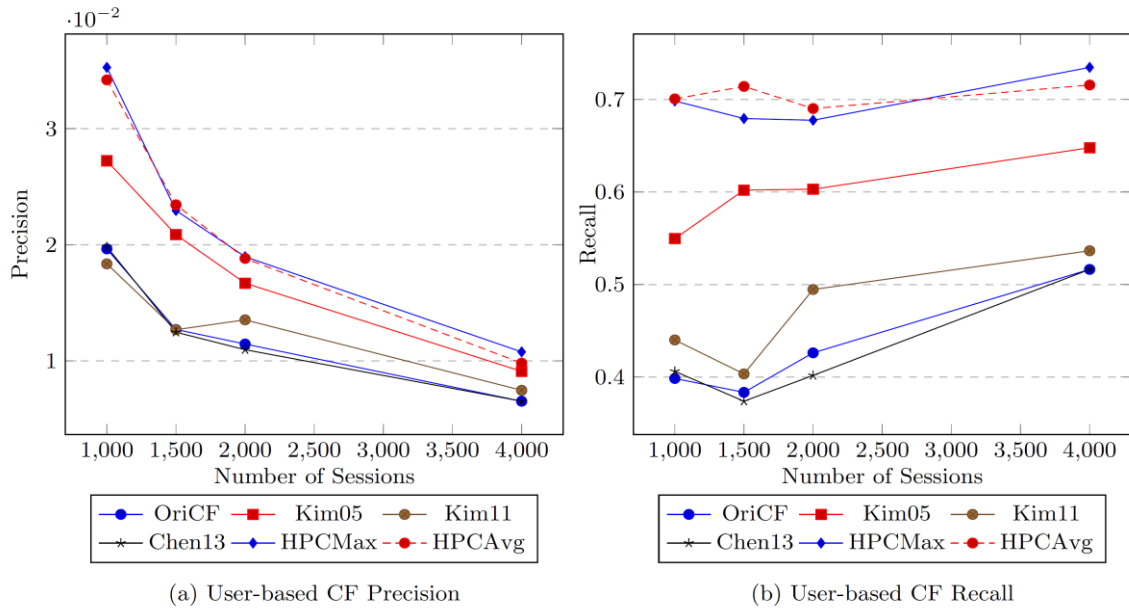 ·10⁻²
3
2
1
Precision
1,000 1,500 2,000 2,500 3,000 3,500 4,000
Number of Sessions
OriCF Kim05 Kim11
Chen13 HPCMax HPCAvg
(a) User-based CF Precision
0.7
0.6
0.5
0.4
Recall
1,000 1,500 2,000 2,500 3,000 3,500 4,000
Number of Sessions
OriCF Kim05 Kim11
Chen13 HPCMax HPCAvg
(b) User-based CF Recall